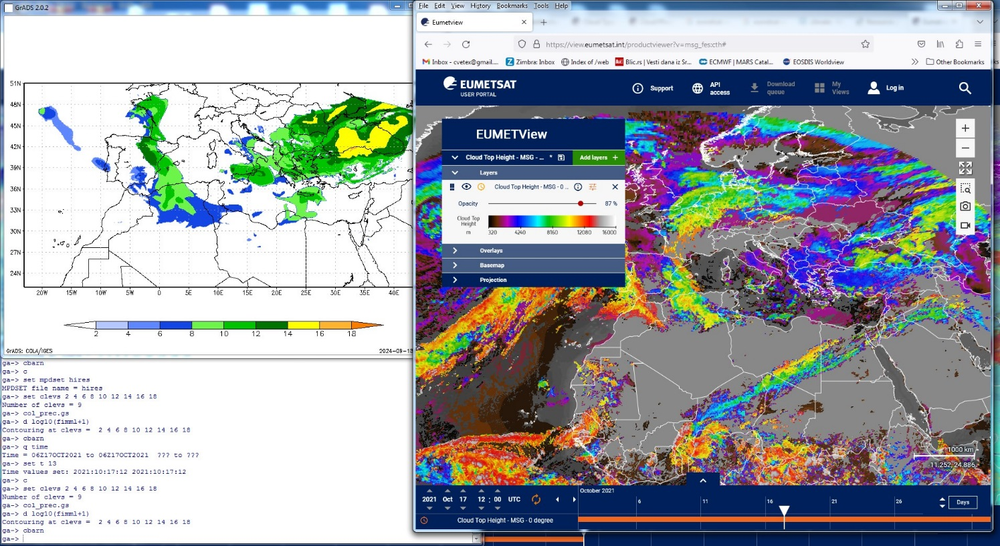 GrADS 2.0.2
51N
48N
45N
42N
39N
36N
33N
30N
27N
24N
20W 15W 10W 5W 0 5E 10E 15E 20E 25E 30E 35E 40E
2 4 6 8 10 12 14 16 18
GrADS: COLA/IGES
2024-09-18
ga-> cbarn
ga-> c
ga-> set mpdset hires
MPDSET file name = hires
ga-> set clevs 2 4 6 8 10 12 14 16 18
Number of clevs = 9
ga-> col_prec.gs
ga-> d log10(fimml+1)
Contouring at clevs = 2 4 6 8 10 12 14 16 18
ga-> cbarn
ga-> q time
Time = 06Z17OCT2021 to 06Z17OCT2021 ??? to ???
ga-> set t 13
Time values set: 2021:10:17:12 2021:10:17:12
ga-> c
ga-> set clevs 2 4 6 8 10 12 14 16 18
Number of clevs = 9
ga-> col_prec.gs
ga-> d log10(fimml+1)
Contouring at clevs = 2 4 6 8 10 12 14 16 18
ga-> cbarn
ga->
File Edit View History Bookmarks Tools Help
Eumetview
https://view.eumetsat.int/productviewer?v=msg_fes:cth#
Inbox - cvetex@gmail.... Zimbra: Inbox Index of /web Blic.rs | Vesti dana iz Sr... ECMWF | MARS Catal... EOSDIS Worldview Other Bookmarks
EUMETSAT
USER PORTAL
Support
API access
Download queue
My Views
Log in
EUMETView
Cloud Top Height - MSG - ... * Add layers +
Layers
Cloud Top Height - MSG - 0 ...
Opacity 87 %
Cloud Top Height
m
320 4240 8160 12080 16000
Overlays
Basemap
Projection
1000 km
11.252, 24.886
October 2021
2021 Oct 17 12 : 00 UTC
6 11 16 21 26
Days
Cloud Top Height - MSG - 0 degree